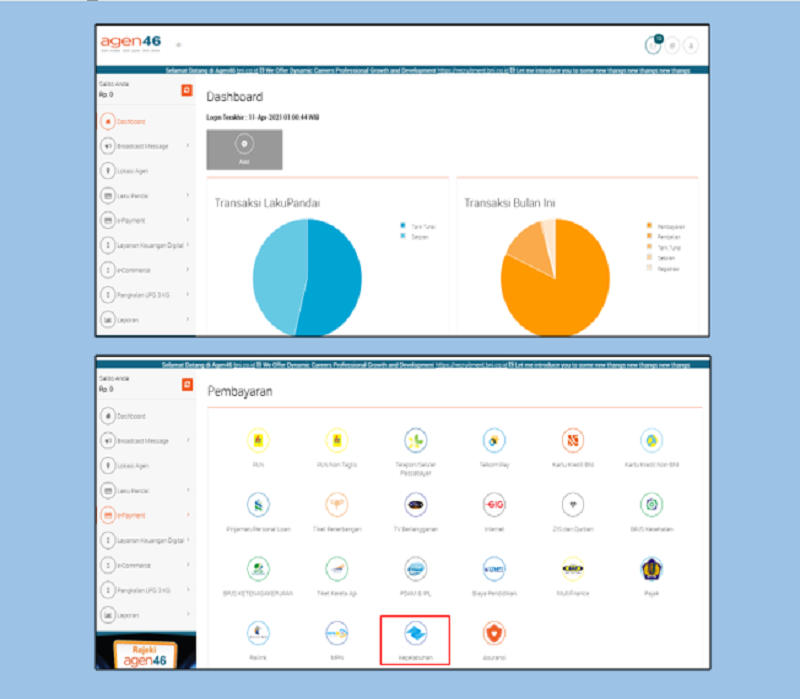 agen46
Selamat Datang di Agen46 bni.co.id We Offer Dynamic Careers Professional Growth and Development https://recruitment.bni.co.id Let me introduce you to some new thangs new thangs new thangs
Saldo Anda
Rp. 0
Dashboard
Login Terakhir : 11-Apr-2021 01:00:44 WIB
Add
Dashboard
Broadcast Message
Lokasi Agen
Laku Pandai
e-Payment
Layanan Keuangan Digital
e-Commerce
Pangkalan LPG 3 KG
Laporan
Transaksi LakuPandai
Tarik Tunai
Setoran
Transaksi Bulan Ini
Pembayaran
Pembelian
Tarik Tunai
Setoran
Registrasi
Selamat Datang di Agen46 bni.co.id We Offer Dynamic Careers Professional Growth and Development https://recruitment.bni.co.id Let me introduce you to some new thangs new thangs new thangs
Saldo Anda
Rp. 0
Dashboard
Broadcast Message
Lokasi Agen
Laku Pandai
e-Payment
Layanan Keuangan Digital
e-Commerce
Pangkalan LPG 3 KG
Laporan
Rejeki
agen46
Pembayaran
PLN
PLN Non Taglis
Telepon/Seluler
Pascabayar
TelkomPay
Kartu Kredit BNI
Kartu Kredit Non-BNI
Pinjaman/Personal Loan
Tiket Penerbangan
TV Berlangganan
Internet
ZIS dan Qurban
BPJS Kesehatan
BPJS KETENAGAKERJAAN
Tiket Kereta Api
PDAM & IPL
Biaya Pendidikan
MultiFinance
Pajak
Railink
MPN
Kepelabuhan
Asuransi